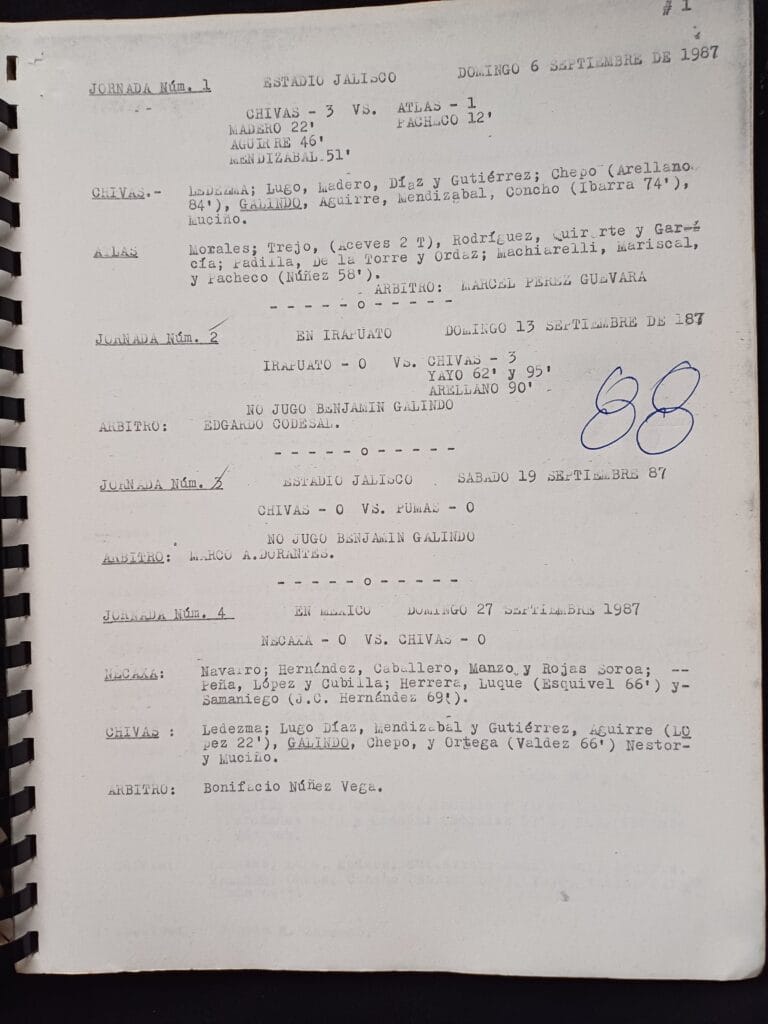 # 1
JORNADA Núm. 1 ESTADIO JALISCO DOMINGO 6 SEPTIEMBRE DE 1987
CHIVAS - 3 VS. ATLAS - 1
MADERO 22' PACHECO 12'
AGUIRRE 46'
MENDIZABAL.51'
CHIVAS.- LEDEZMA; Lugo, Madero, Díaz y Gutiérrez; Chepo (Arellano
84'), GALINDO, Aguirre, Mendizabal, Concho (Ibarra 74'),
Muciño.
ATLAS Morales; Trejo, (Aceves 2 T), Rodríguez, Quirarte y Gar-
cía; Padilla, De la Torre y Ordaz; Machiarelli, Mariscal,
y Pacheco (Núñez 58').
ARBITRO: MARCEL PEREZ GUEVARA
- - - - - o - - - - -
JORNADA Núm. 2 EN IRAPUATO DOMINGO 13 SEPTIEMBRE DE 187
IRAPUATO - 0 VS. CHIVAS - 3
YAYO 62' y 95'
ARELLANO 90'
NO JUGO BENJAMIN GALINDO
ARBITRO: EDGARDO CODESAL.
88
- - - - - o - - - - -
JORNADA Núm. 3 ESTADIO JALISCO SABADO 19 SEPTIEMBRE 87
CHIVAS - 0 VS. PUMAS - 0
NO JUGO BENJAMIN GALINDO
ARBITRO: MARCO A.DORANTES.
- - - - - o - - - - -
JORNADA Núm. 4 EN MEXICO DOMINGO 27 SEPTIEMBRE 1987
NECAXA - 0 VS. CHIVAS - 0
NECAXA: Navarro; Hernández, Caballero, Manzo y Rojas Soroa; --
Peña, López y Cubilla; Herrera, Luque (Esquivel 66') y-
Samaniego (J.C. Hernández 69').
CHIVAS : Ledezma; Lugo Díaz, Mendizabal y Gutiérrez, Aguirre (LO
pez 22'), GALINDO, Chepo, y Ortega (Valdez 66') Nestor-
y Muciño.
ARBITRO: Bonifacio Núñez Vega.